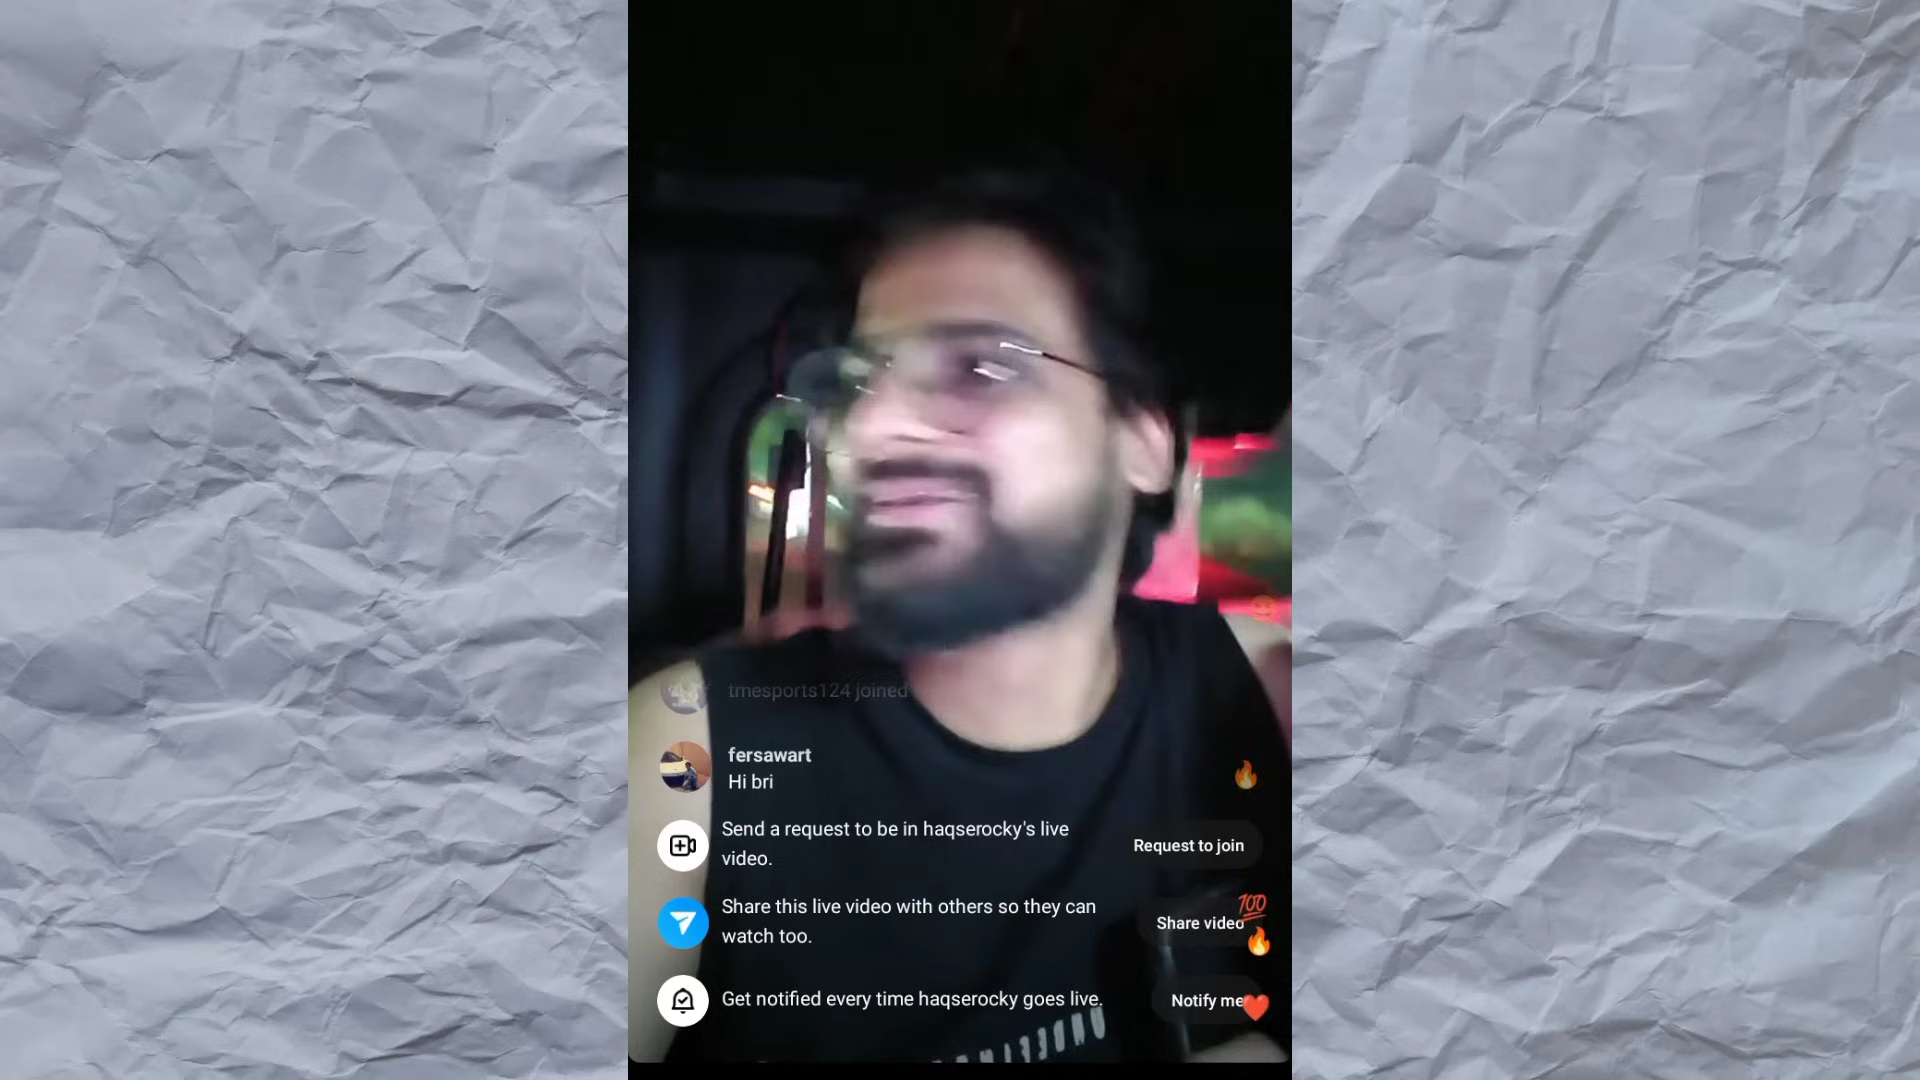 tmesports124 joined
fersawart
Hi bri
Send a request to be in haqserocky's live
video.
Request to join
Share this live video with others so they can
watch too.
Share video
Get notified every time haqserocky goes live.
Notify me
💯